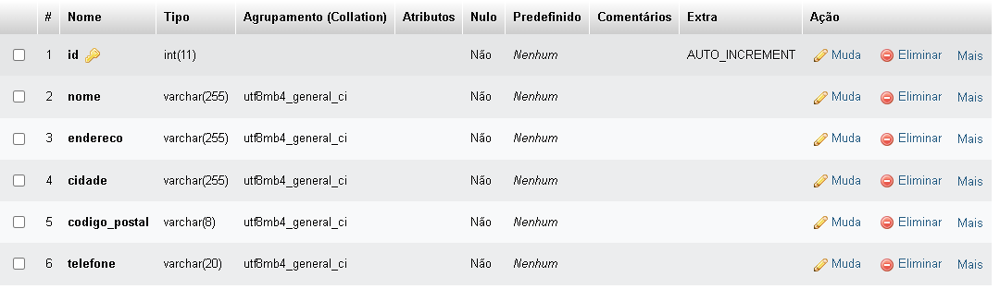 # Nome Tipo Agrupamento (Collation) Atributos Nulo Predefinido Comentários Extra Ação
1 id int(11) Não Nenhum AUTO_INCREMENT Muda Eliminar Mais
2 nome varchar(255) utf8mb4_general_ci Não Nenhum Muda Eliminar Mais
3 endereco varchar(255) utf8mb4_general_ci Não Nenhum Muda Eliminar Mais
4 cidade varchar(255) utf8mb4_general_ci Não Nenhum Muda Eliminar Mais
5 codigo_postal varchar(8) utf8mb4_general_ci Não Nenhum Muda Eliminar Mais
6 telefone varchar(20) utf8mb4_general_ci Não Nenhum Muda Eliminar Mais